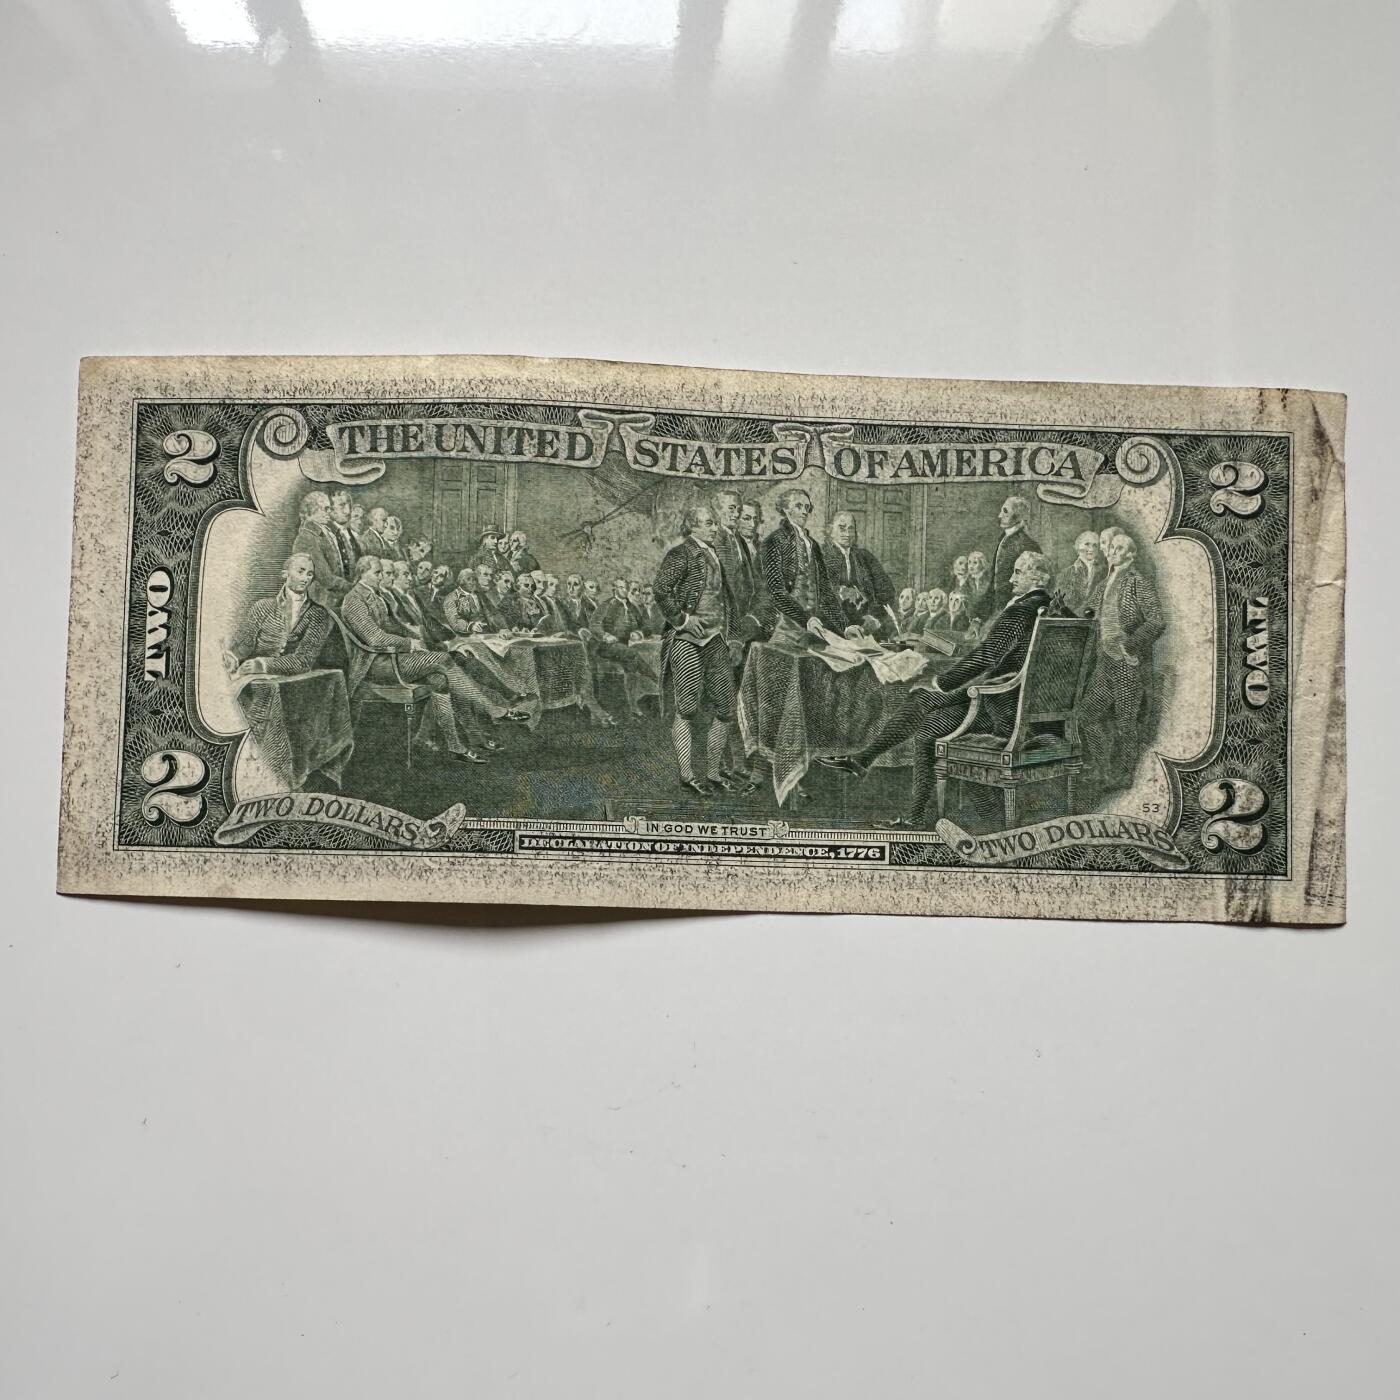 2 THE UNITED STATES OF AMERICA 2
TWO
TWO
2 TWO DOLLARS
IN GOD WE TRUST
DECLARATION OF INDEPENDENCE, 1776
53
TWO DOLLARS 2